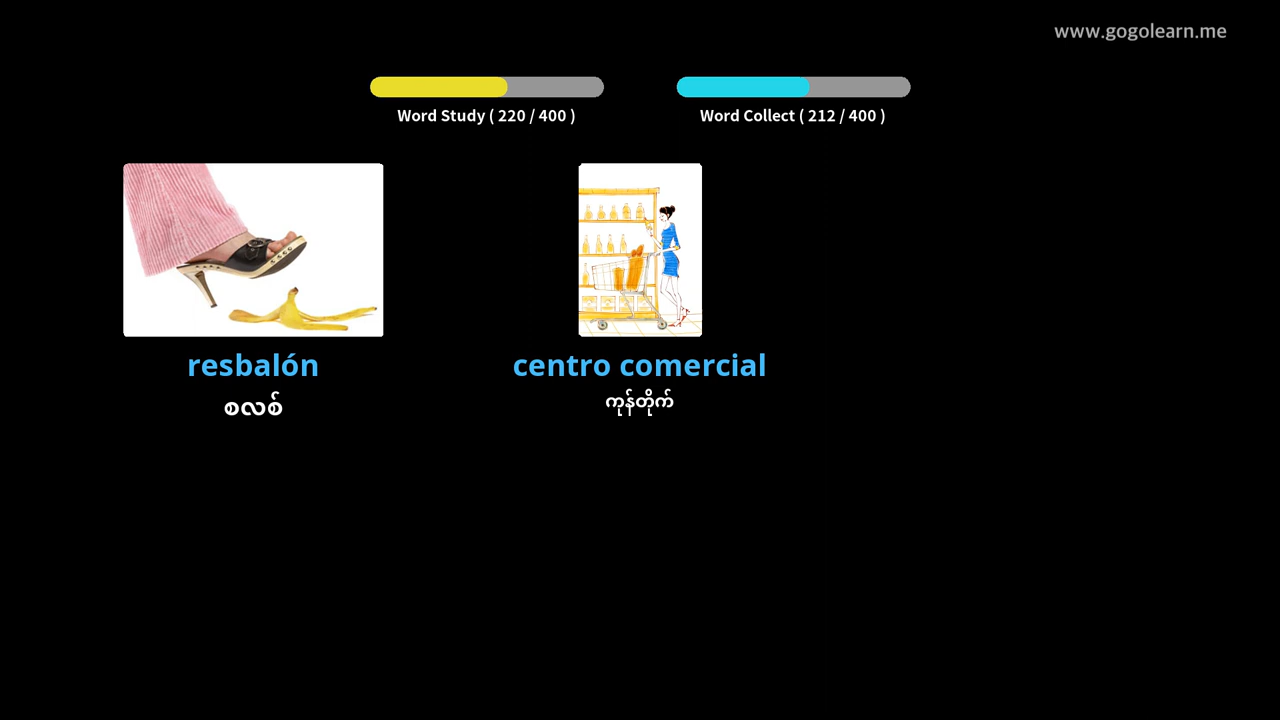 www.gogolearn.me
Word Study ( 220 / 400 )
Word Collect ( 212 / 400 )
resbalón
စလစ်
centro comercial
ကုန်တိုက်